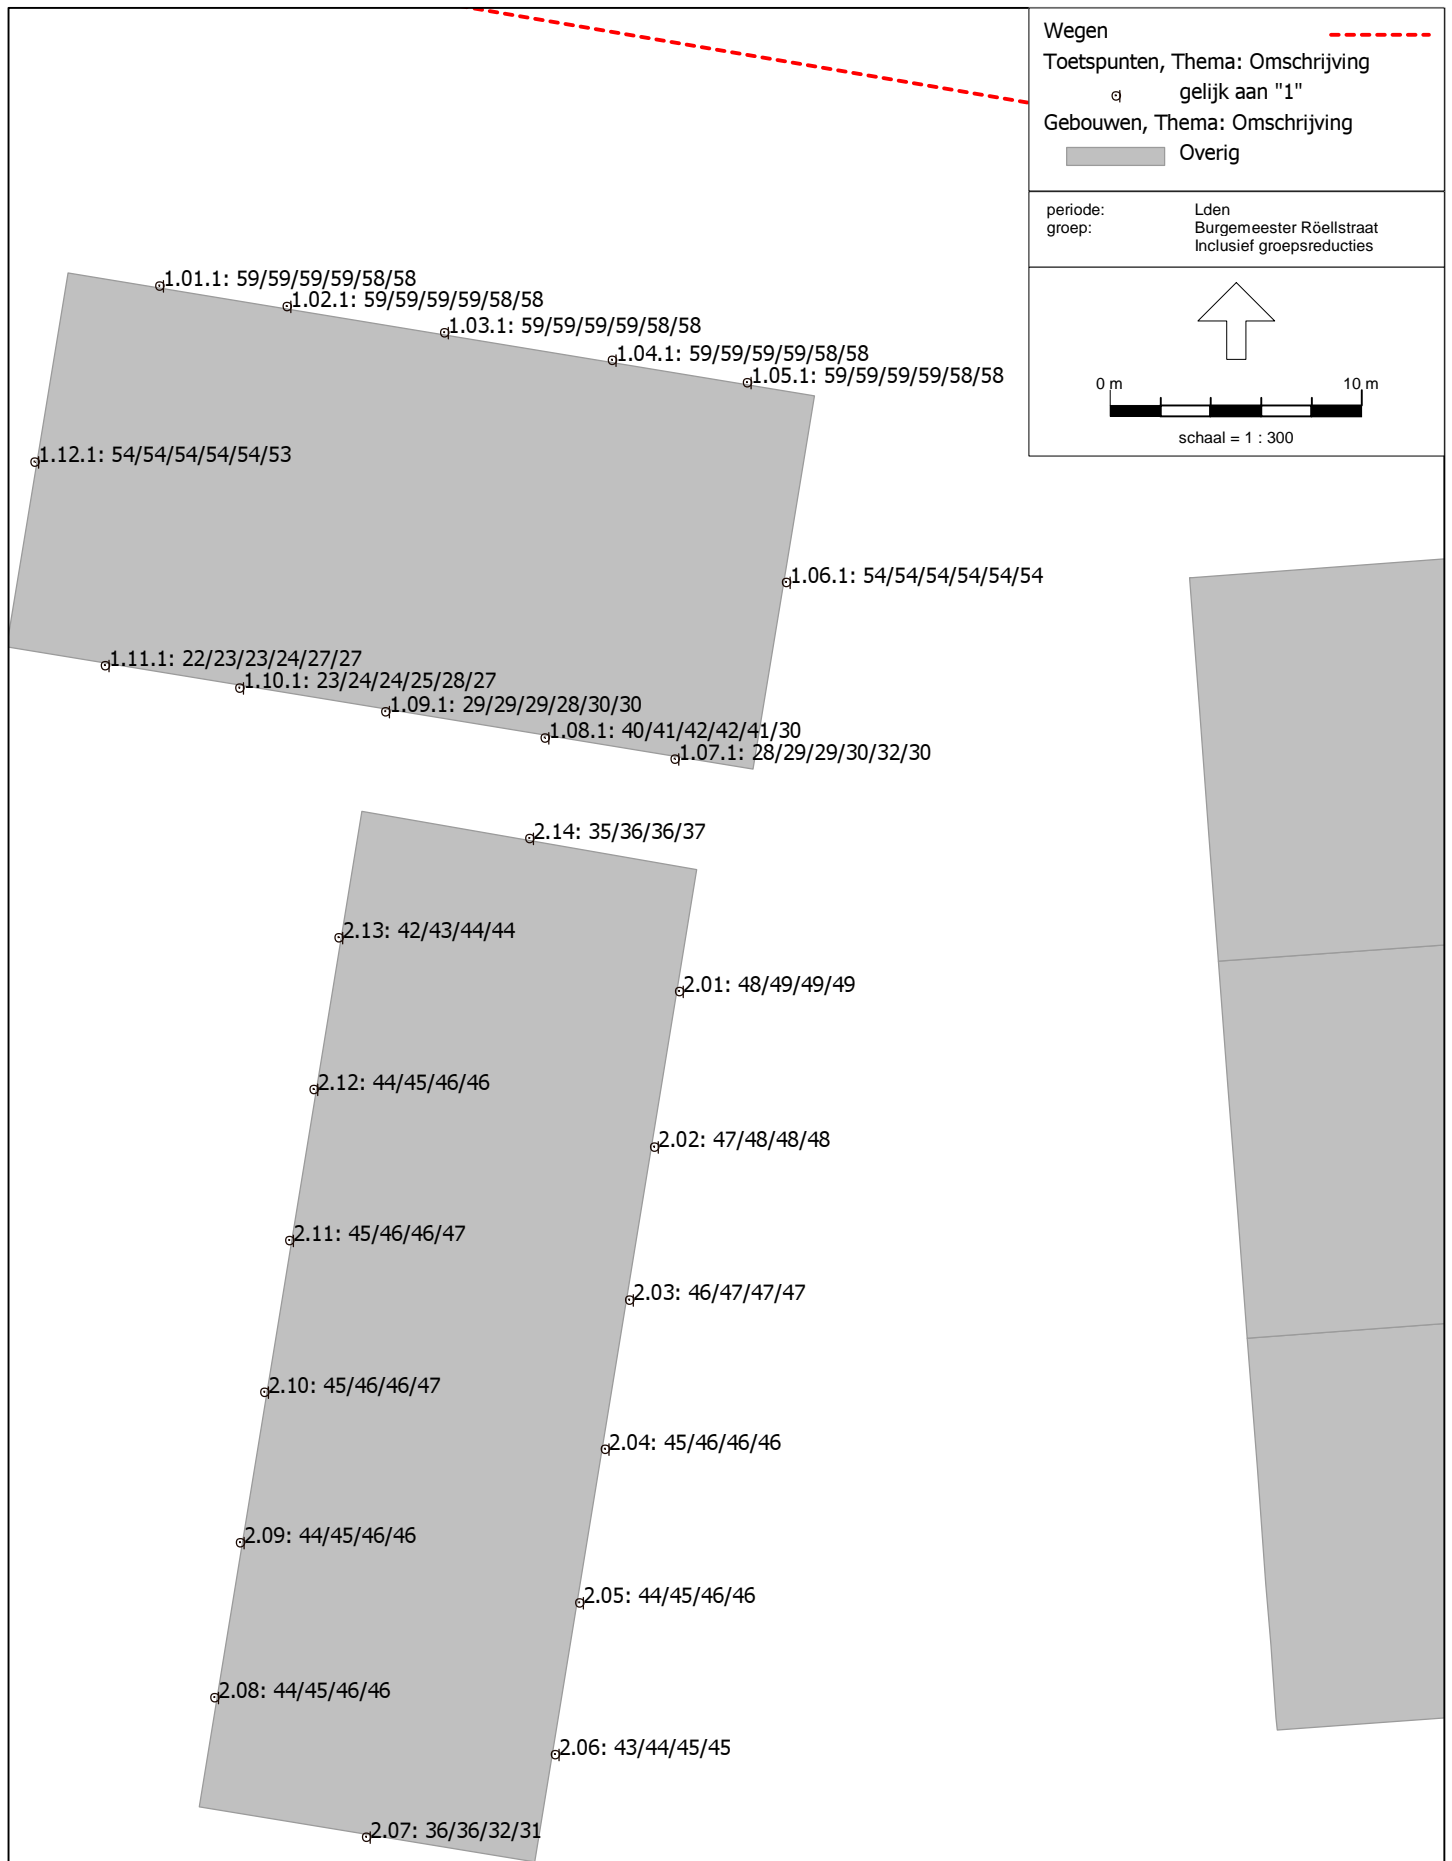 Wegen
Toetspunten, Thema: Omschrijving
gelijk aan "1"
Gebouwen, Thema: Omschrijving
Overig
periode: Lden
groep: Burgemeester Röellstraat
Inclusief groepsreducties
0 m 10 m
schaal = 1 : 300
1.01.1: 59/59/59/59/58/58
1.02.1: 59/59/59/59/58/58
1.03.1: 59/59/59/59/58/58
1.04.1: 59/59/59/59/58/58
1.05.1: 59/59/59/59/58/58
1.12.1: 54/54/54/54/54/53
1.06.1: 54/54/54/54/54/54
1.11.1: 22/23/23/24/27/27
1.10.1: 23/24/24/25/28/27
1.09.1: 29/29/29/28/30/30
1.08.1: 40/41/42/42/41/30
1.07.1: 28/29/29/30/32/30
2.14: 35/36/36/37
2.13: 42/43/44/44
2.01: 48/49/49/49
2.12: 44/45/46/46
2.02: 47/48/48/48
2.11: 45/46/46/47
2.03: 46/47/47/47
2.10: 45/46/46/47
2.04: 45/46/46/46
2.09: 44/45/46/46
2.05: 44/45/46/46
2.08: 44/45/46/46
2.06: 43/44/45/45
2.07: 36/36/32/31